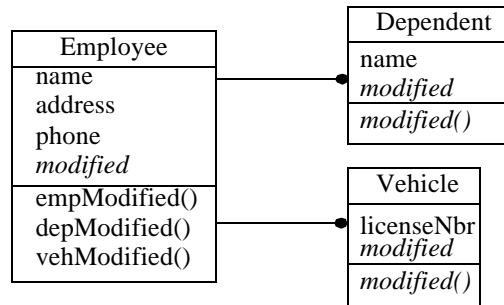 Employee
name
address
phone
modified
empModified()
depModified()
vehModified()
Dependent
name
modified
modified()
Vehicle
licenseNbr
modified
modified()